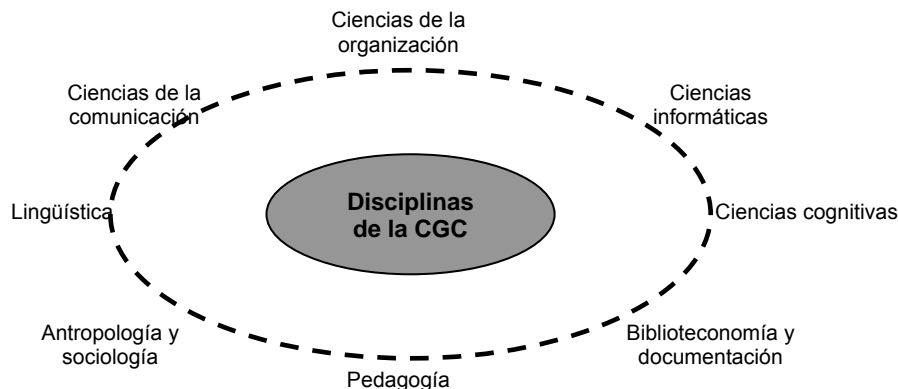 Ciencias de la
organización
Ciencias de la
comunicación
Ciencias
informáticas
Lingüística
Disciplinas
de la CGC
Ciencias cognitivas
Antropología y
sociología
Biblioteconomía y
documentación
Pedagogía